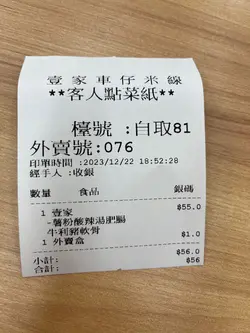 壹家車仔米線
**客人點菜紙**
檯號 :自取81
外賣號:076
印單時間 :2023/12/22 18:52:28
經手人 :收銀
數量 食品 銀碼
1 壹家 $55.0
-薯粉酸辣湯肥腸
牛利豬軟骨
1 外賣盒 $1.0
小計: $56.0
合計: $56